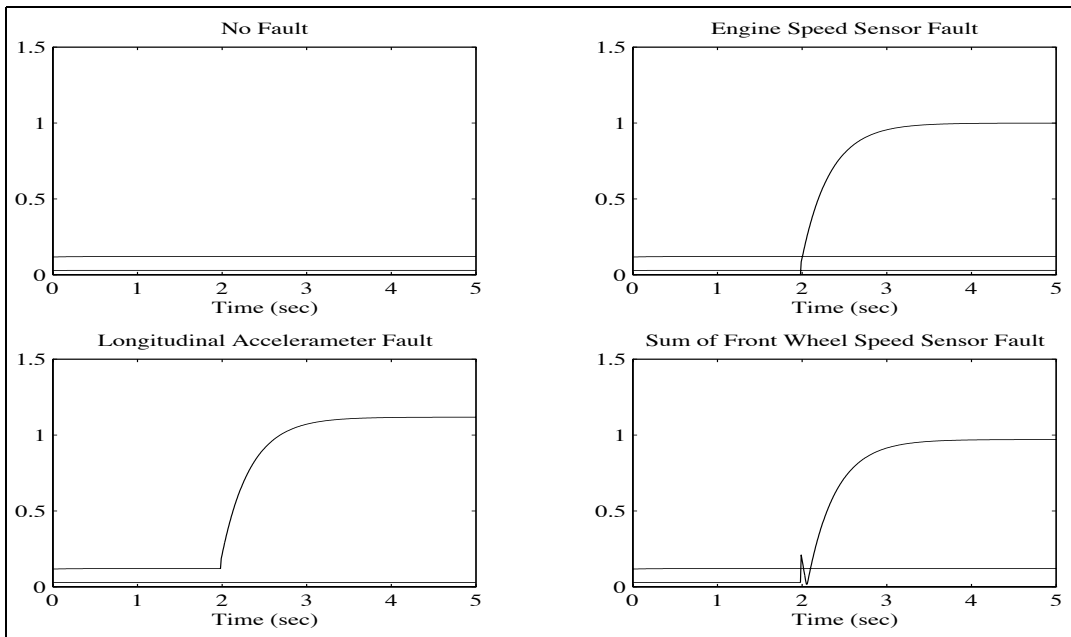 No Fault
1.5
1
0.5
0
0 1 2 3 4 5
Time (sec)
Engine Speed Sensor Fault
1.5
1
0.5
0
0 1 2 3 4 5
Time (sec)
Longitudinal Accelerameter Fault
1.5
1
0.5
0
0 1 2 3 4 5
Time (sec)
Sum of Front Wheel Speed Sensor Fault
1.5
1
0.5
0
0 1 2 3 4 5
Time (sec)